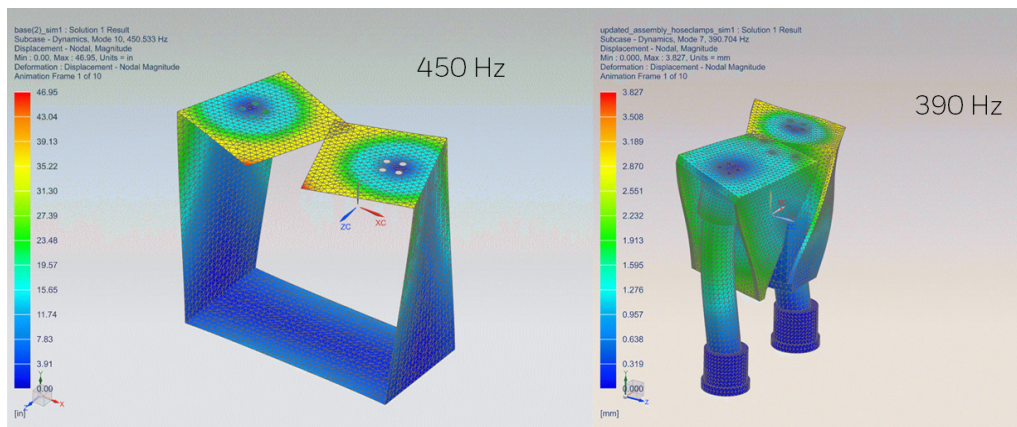 base(2)_sim1 : Solution 1 Result
Subcase - Dynamics, Mode 10, 450.533 Hz
Displacement - Nodal, Magnitude
Min : 0.00, Max : 46.95, Units = in
Deformation : Displacement - Nodal Magnitude
Animation Frame 1 of 10
450 Hz
46.95
43.04
39.13
35.22
31.30
27.39
23.48
19.57
15.65
11.74
7.83
3.91
0.00
[in]
ZC
XC
Y
Z
X
updated_assembly_hoseclamps_sim1 : Solution 1 Result
Subcase - Dynamics, Mode 7, 390.704 Hz
Displacement - Nodal, Magnitude
Min : 0.000, Max : 3.827, Units = mm
Deformation : Displacement - Nodal Magnitude
Animation Frame 1 of 10
390 Hz
3.827
3.508
3.189
2.870
2.551
2.232
1.913
1.595
1.276
0.957
0.638
0.319
0.000
[mm]
Y
Z